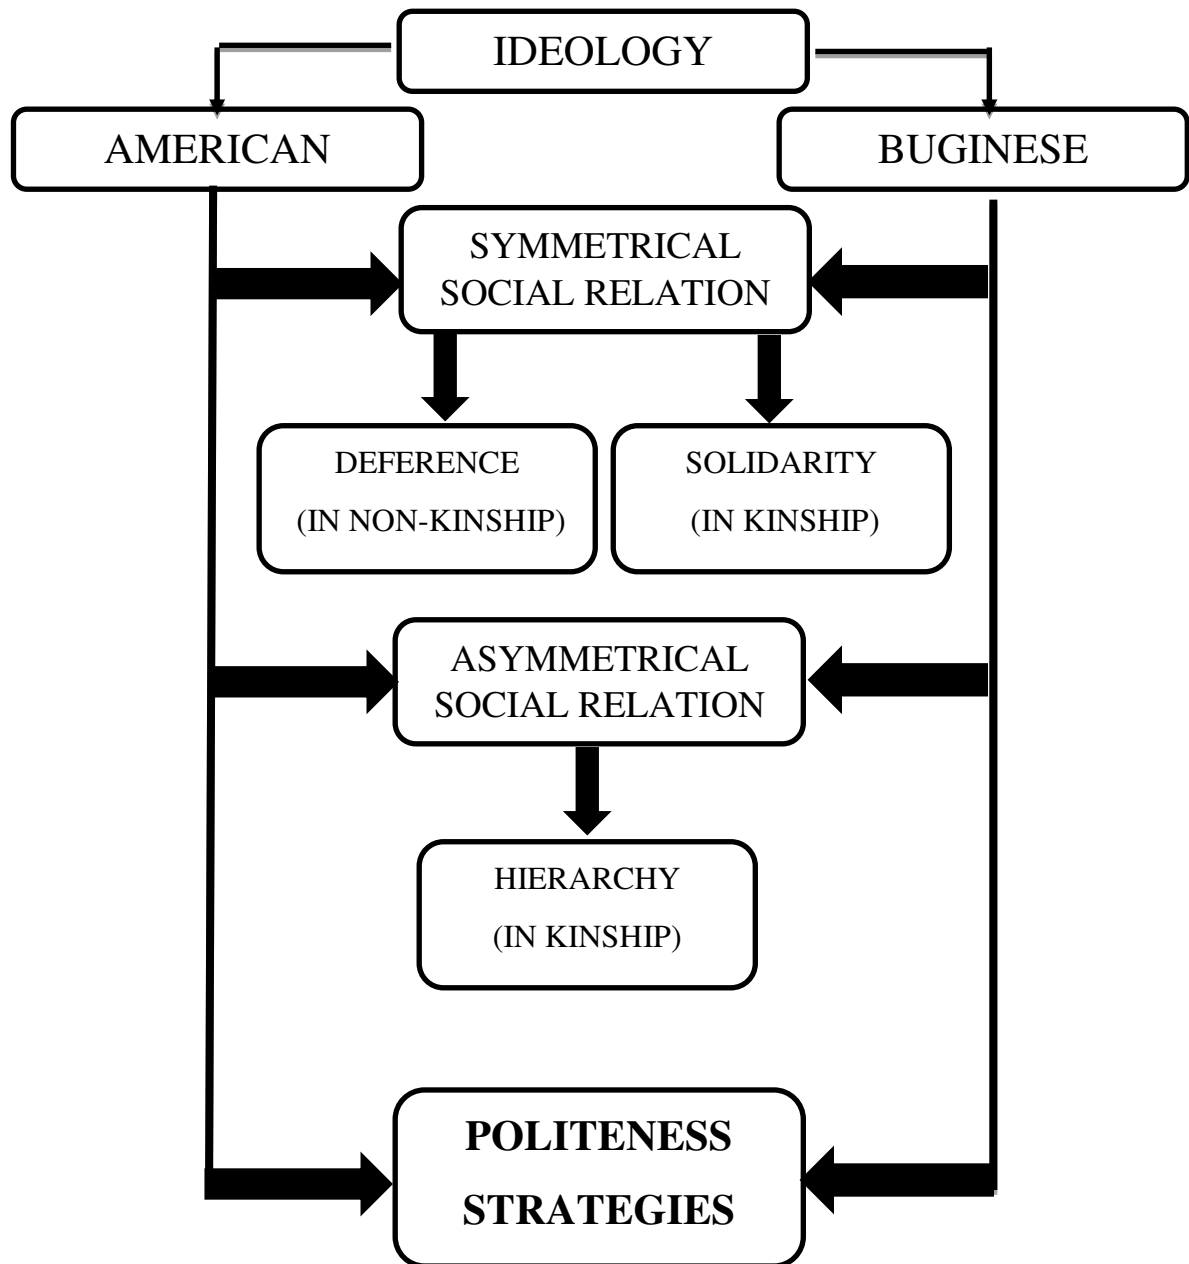 IDEOLOGY
AMERICAN
BUGINESE
SYMMETRICAL
SOCIAL RELATION
DEFERENCE
(IN NON-KINSHIP)
SOLIDARITY
(IN KINSHIP)
ASYMMETRICAL
SOCIAL RELATION
HIERARCHY
(IN KINSHIP)
POLITENESS
STRATEGIES